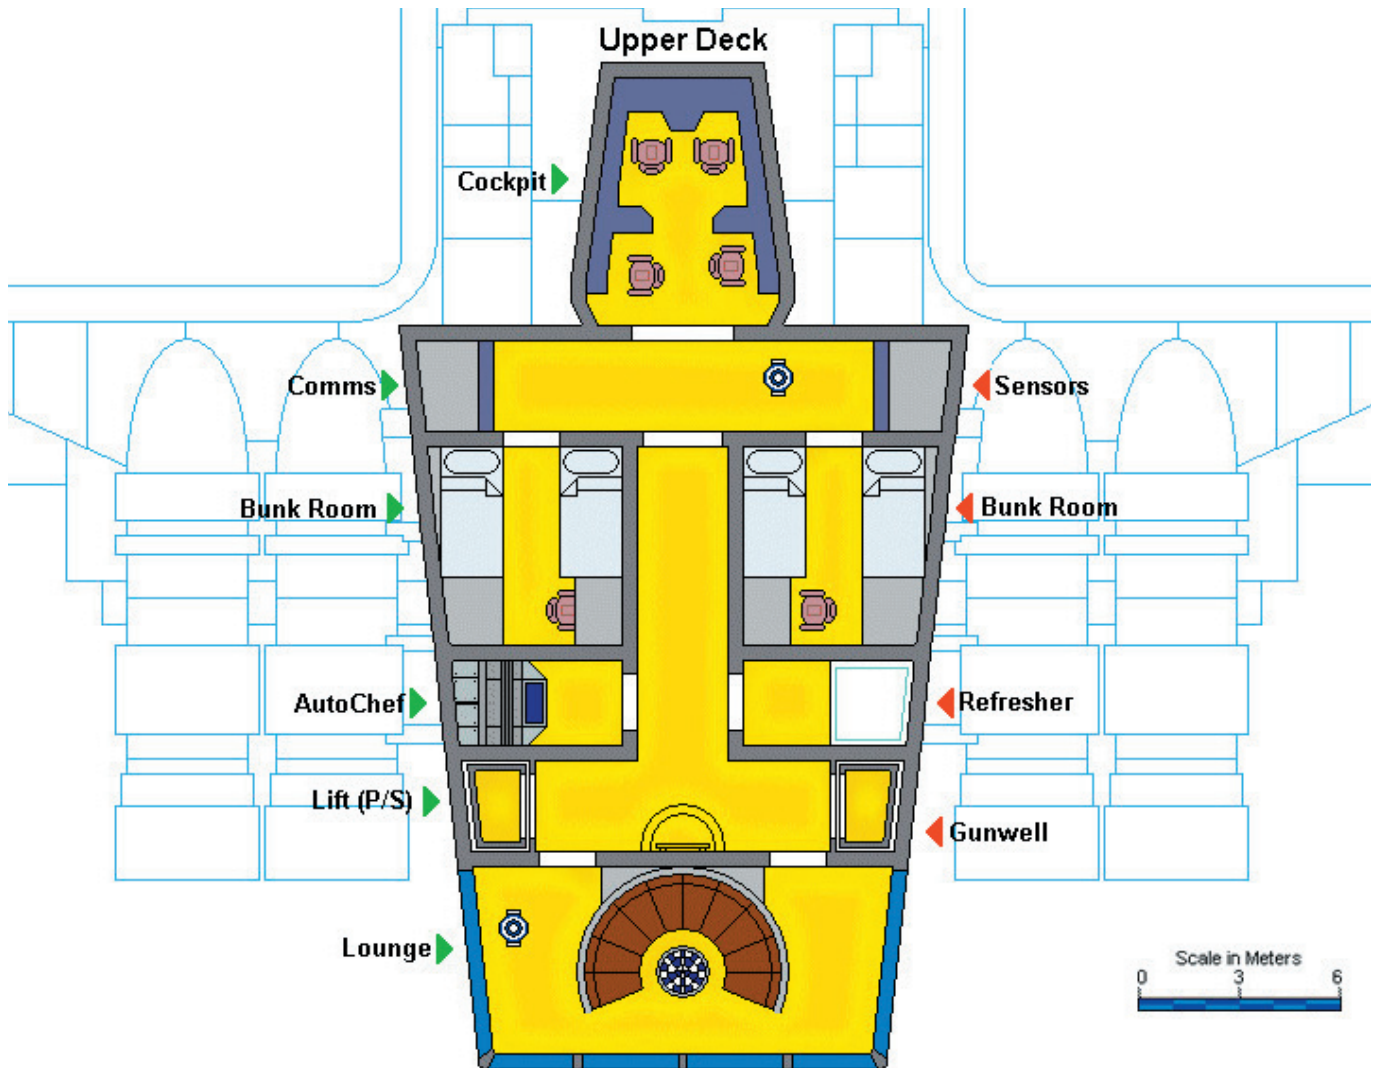 Upper Deck
Cockpit
Comms
Sensors
Bunk Room
Bunk Room
AutoChef
Refresher
Lift (P/S)
Gunwell
Lounge
Scale in Meters
0 3 6